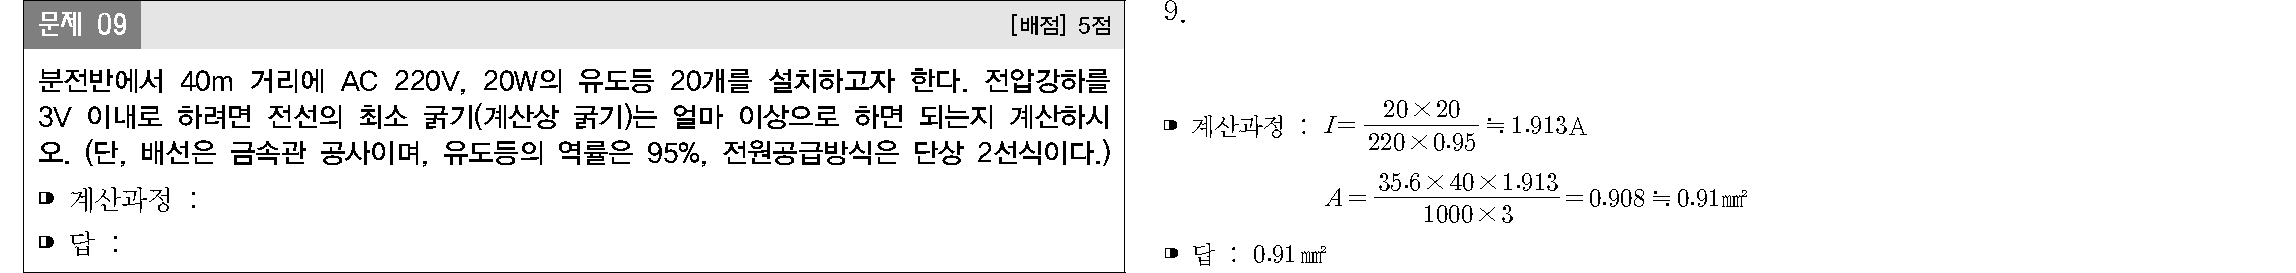 문제 09
[배점] 5점
분전반에서 40m 거리에 AC 220V, 20W의 유도등 20개를 설치하고자 한다. 전압강하를
3V 이내로 하려면 전선의 최소 굵기(계산상 굵기)는 얼마 이상으로 하면 되는지 계산하시
오. (단, 배선은 금속관 공사이며, 유도등의 역률은 95%, 전원공급방식은 단상 2선식이다.)
계산과정 :
답 :
9.
계산과정 : I = \frac{20×20}{220×0.95} ≒ 1.913A
A = \frac{35.6×40×1.913}{1000×3} = 0.908 ≒ 0.91㎟
답 : 0.91㎟